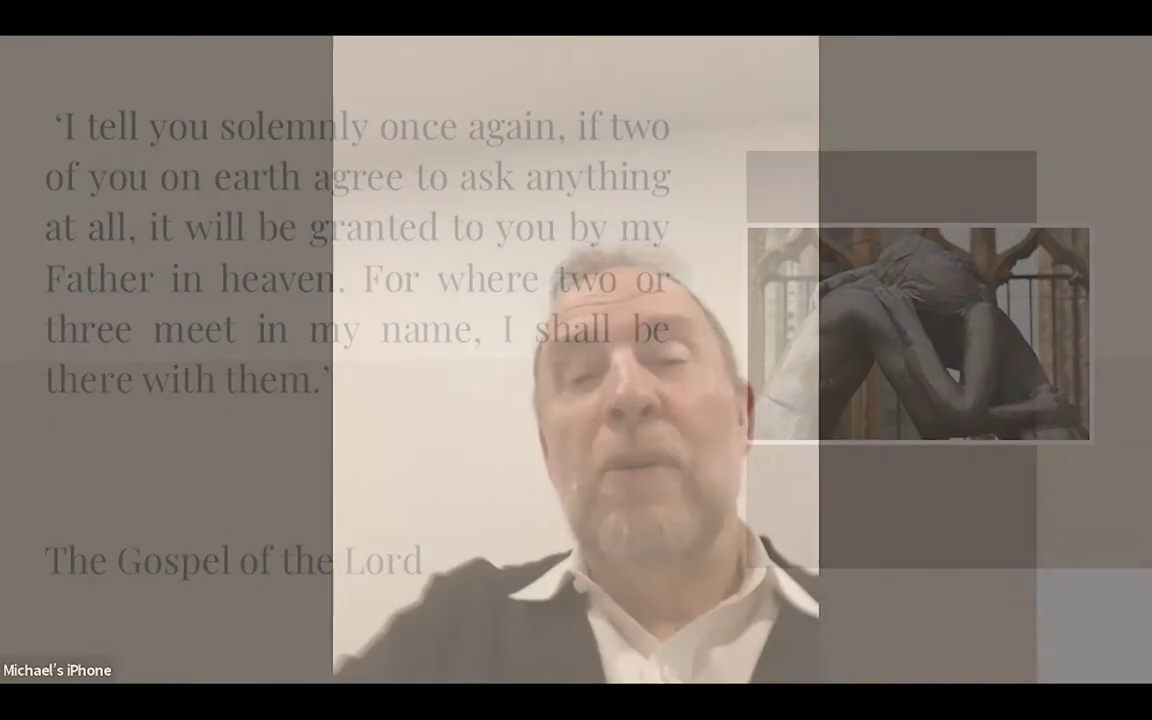 ‘I tell you solemnly once again, if two
of you on earth agree to ask anything
at all, it will be granted to you by my
Father in heaven. For where two or
three meet in my name, I shall be
there with them.’
The Gospel of the Lord
Michael's iPhone